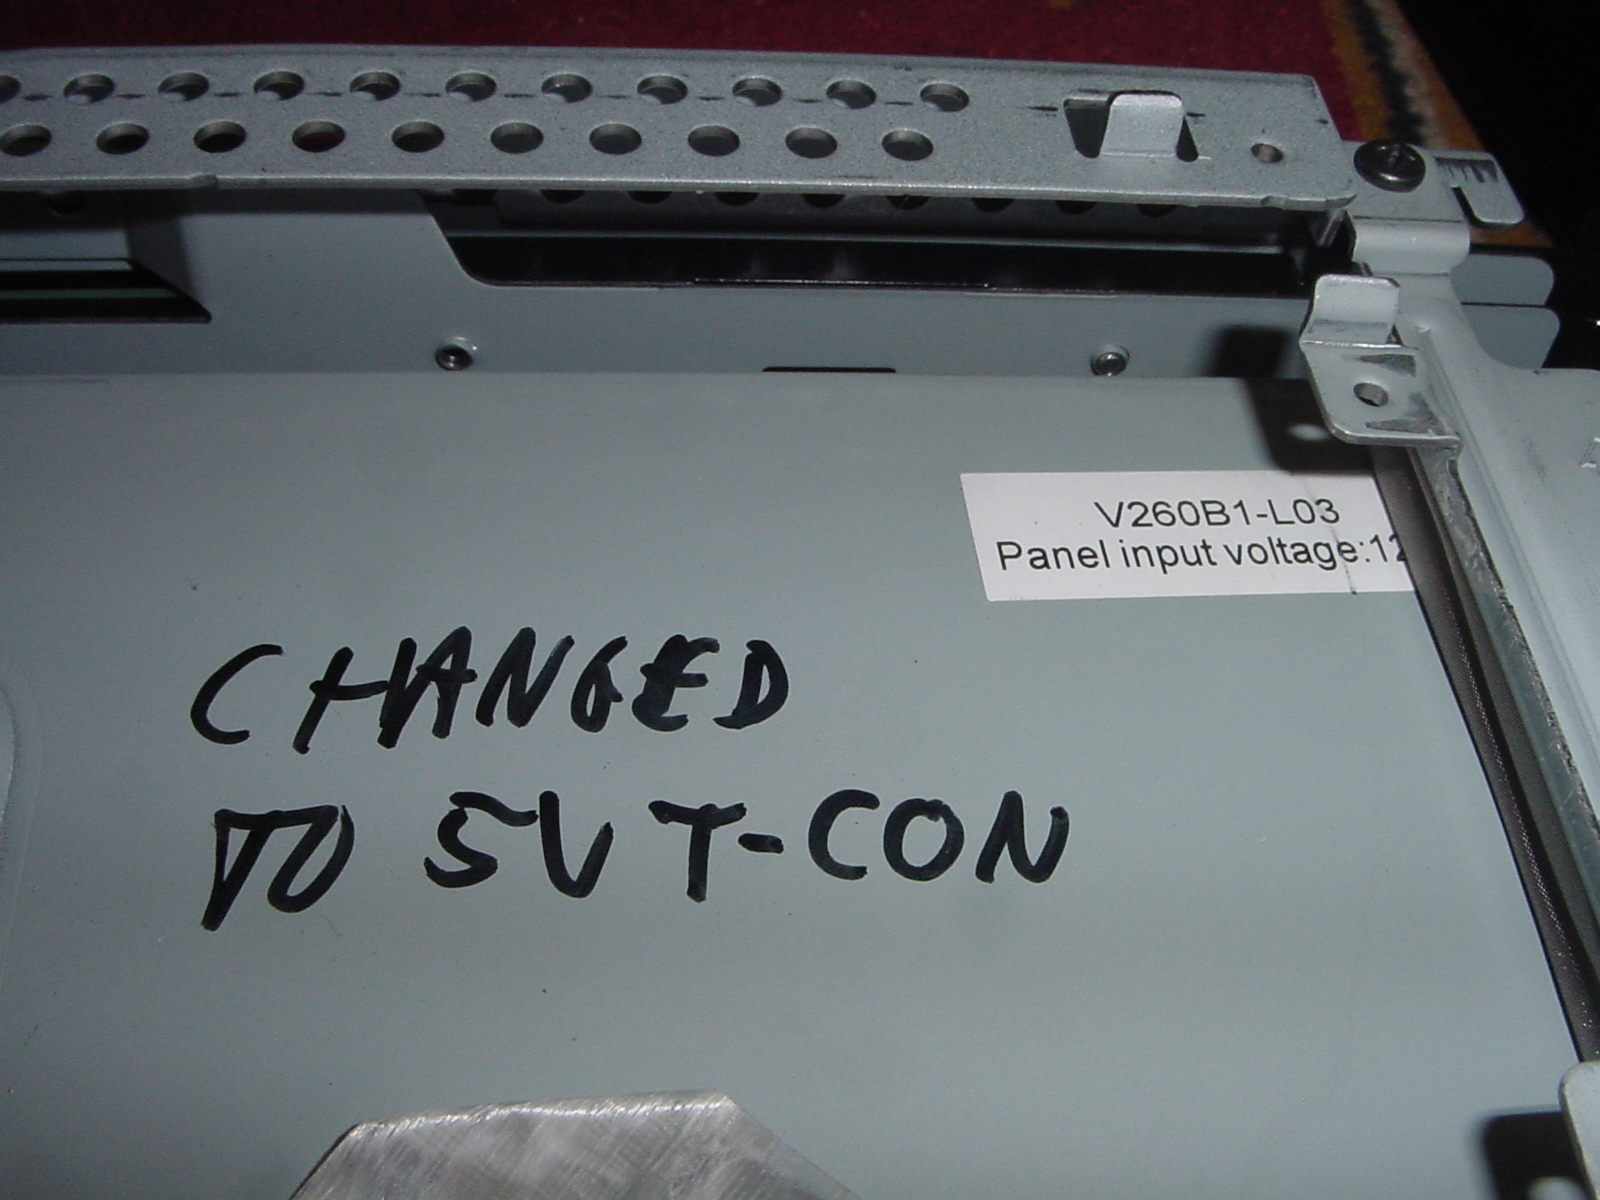 V260B1-L03
Panel input voltage:12
CHANGED
TO 5V T-CON